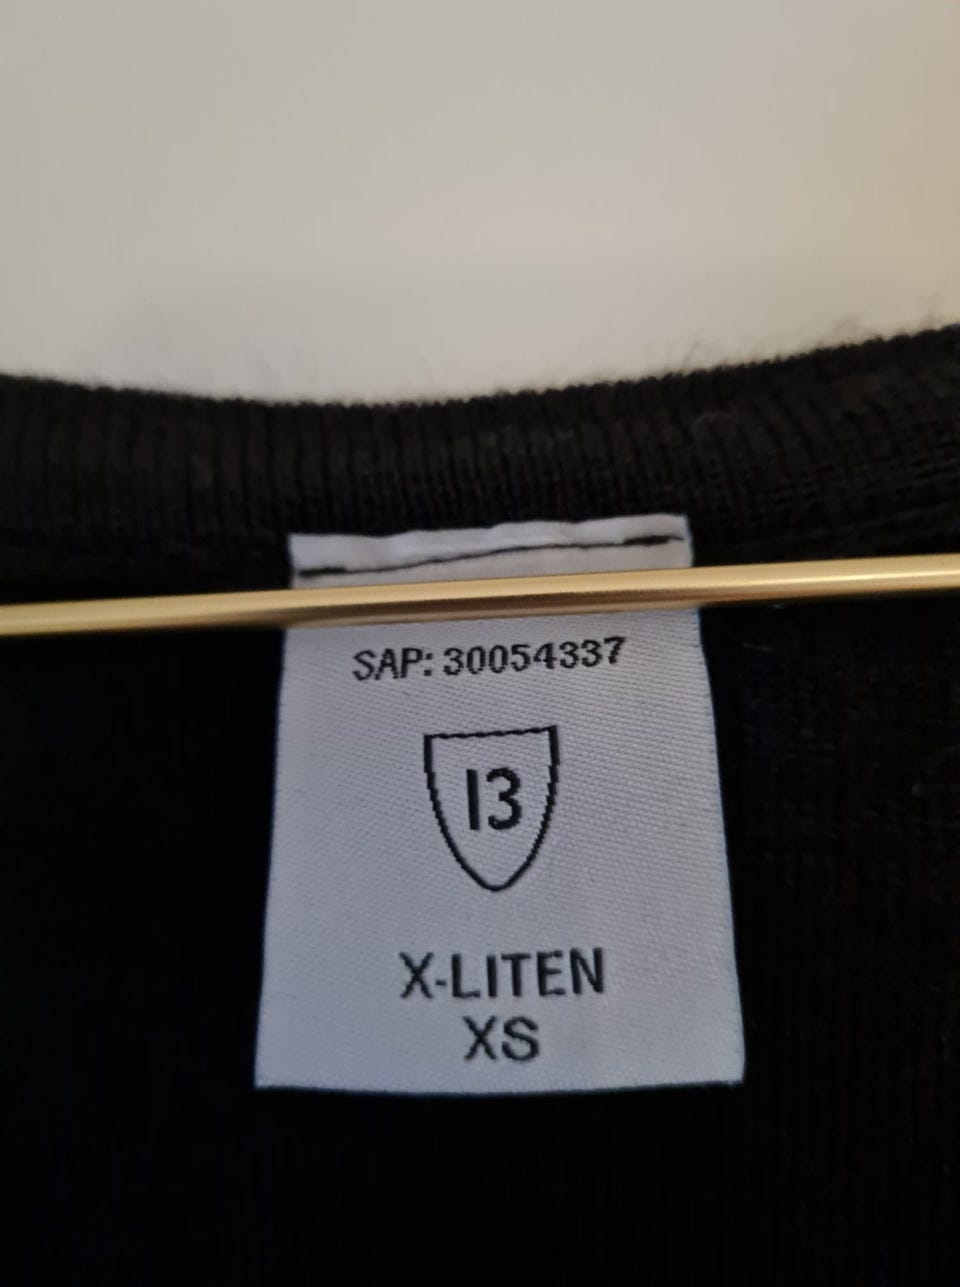 SAP: 30054337
13
X-LITEN
XS